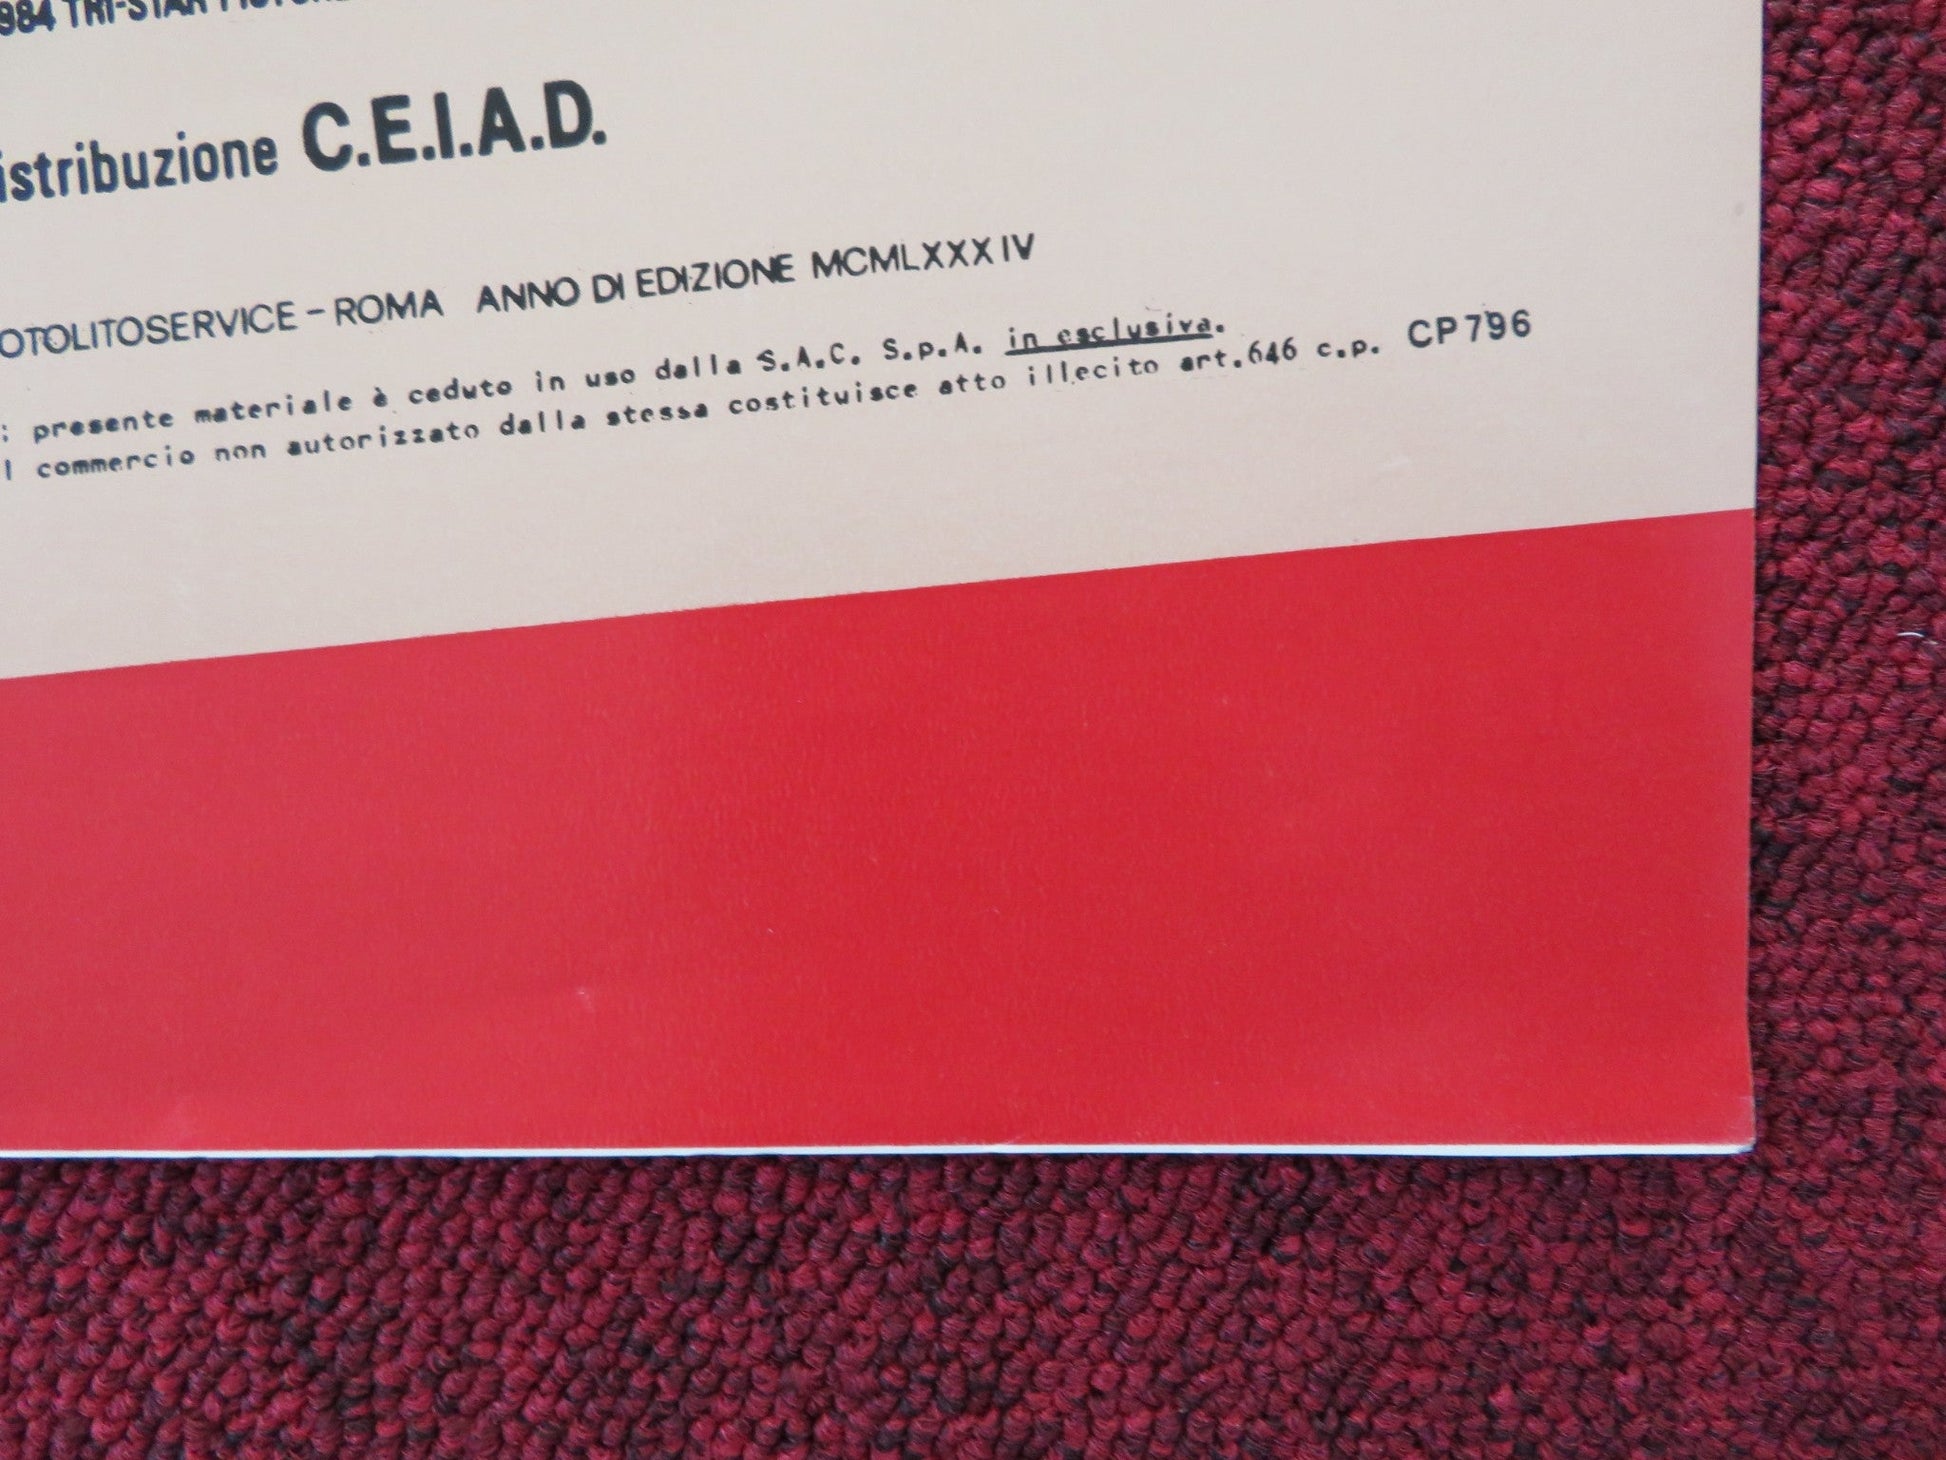 984 TRI-STAR
istribuzione C.E.I.A.D.
OTOLITOSERVICE – ROMA ANNO DI EDIZIONE MCMLXXXIV
: presente materiale è ceduto in uso dalla S.A.C. S.p.A. in esclusiva.
l commercio non autorizzato dalla stessa costituisce atto illecito art.646 c.p. CP796